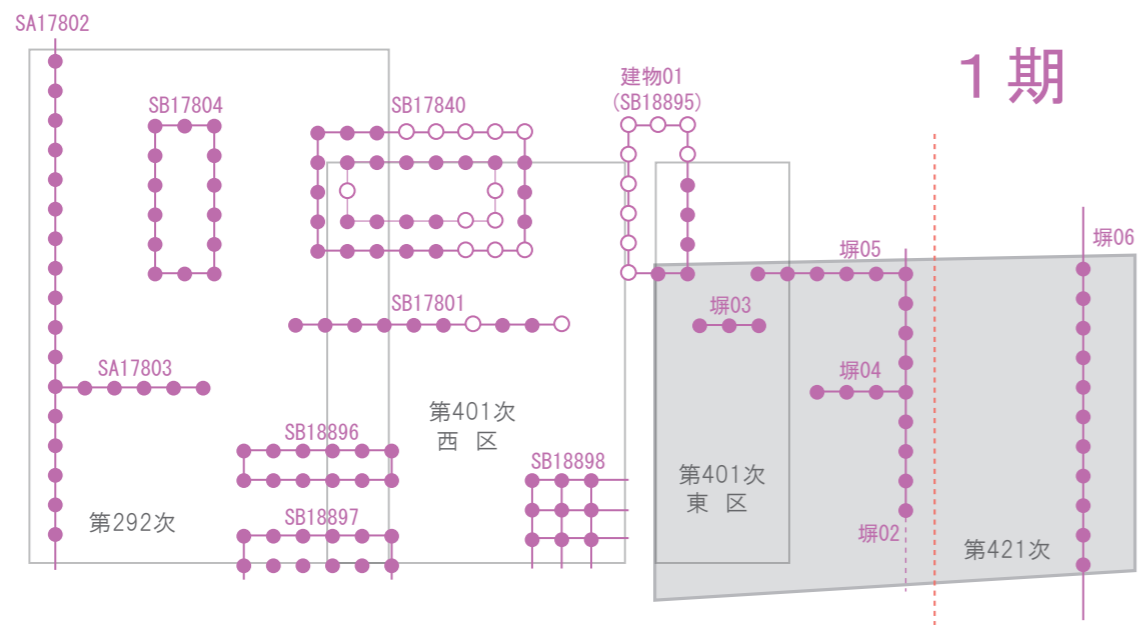 SA17802
1期
建物01
(SB18895)
SB17804
SB17840
塀06
塀05
SB17801
塀03
SA17803
塀04
第401次
西 区
SB18896
SB18898
第401次
東 区
第292次
SB18897
塀02
第421次